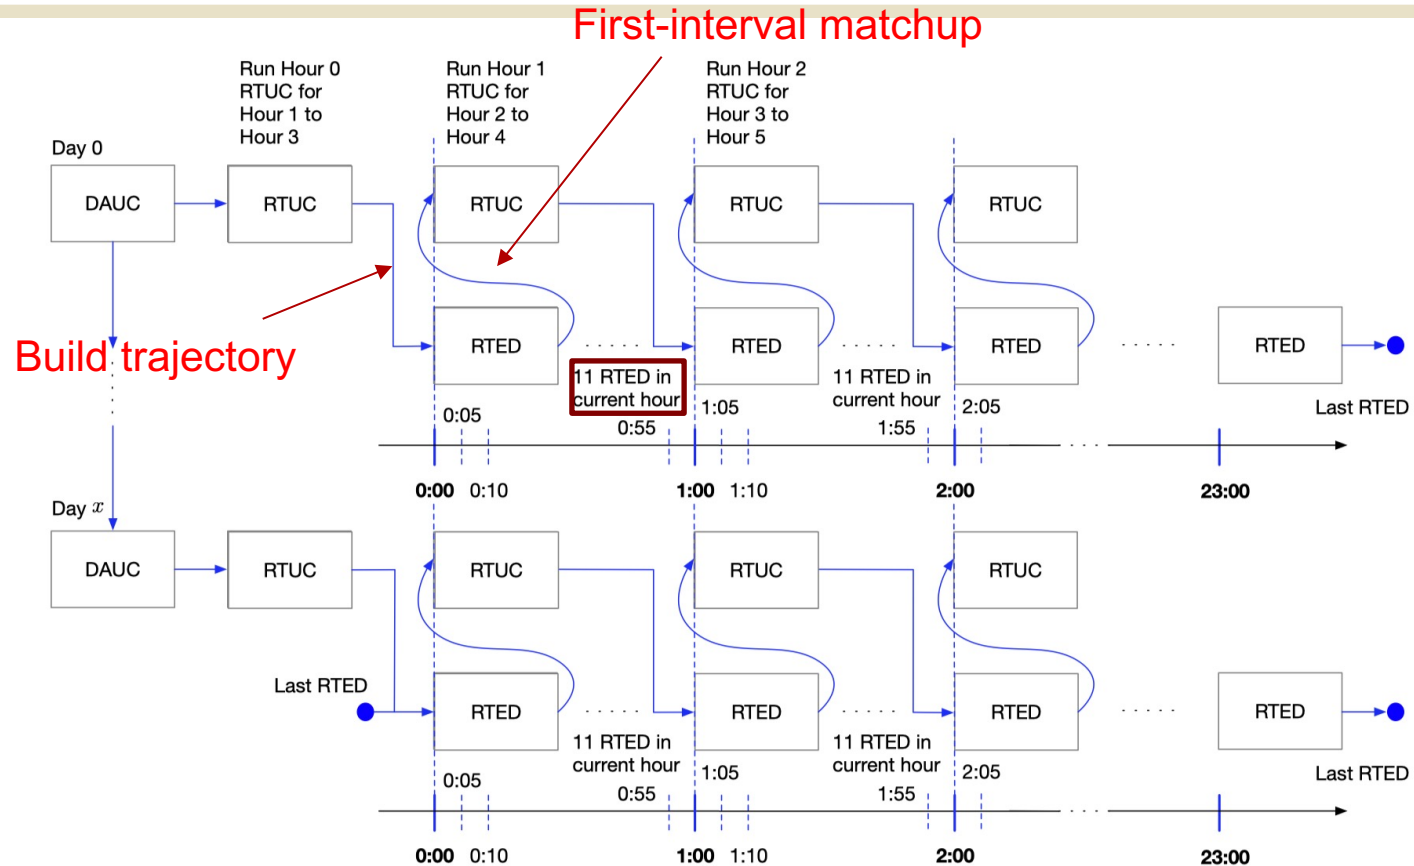 First-interval matchup
Run Hour 0
RTUC for
Hour 1 to
Hour 3
Run Hour 1
RTUC for
Hour 2 to
Hour 4
Run Hour 2
RTUC for
Hour 3 to
Hour 5
Day 0
DAUC
RTUC
RTUC
RTUC
RTUC
Build trajectory
RTED
RTED
RTED
RTED
11 RTED in
current hour
11 RTED in
current hour
Last RTED
0:05
0:55
1:05
1:55
2:05
0:00
0:10
1:00
1:10
2:00
23:00
Day x
DAUC
RTUC
RTUC
RTUC
RTUC
Last RTED
RTED
RTED
RTED
RTED
11 RTED in
current hour
11 RTED in
current hour
Last RTED
0:05
0:55
1:05
1:55
2:05
0:00
0:10
1:00
1:10
2:00
23:00